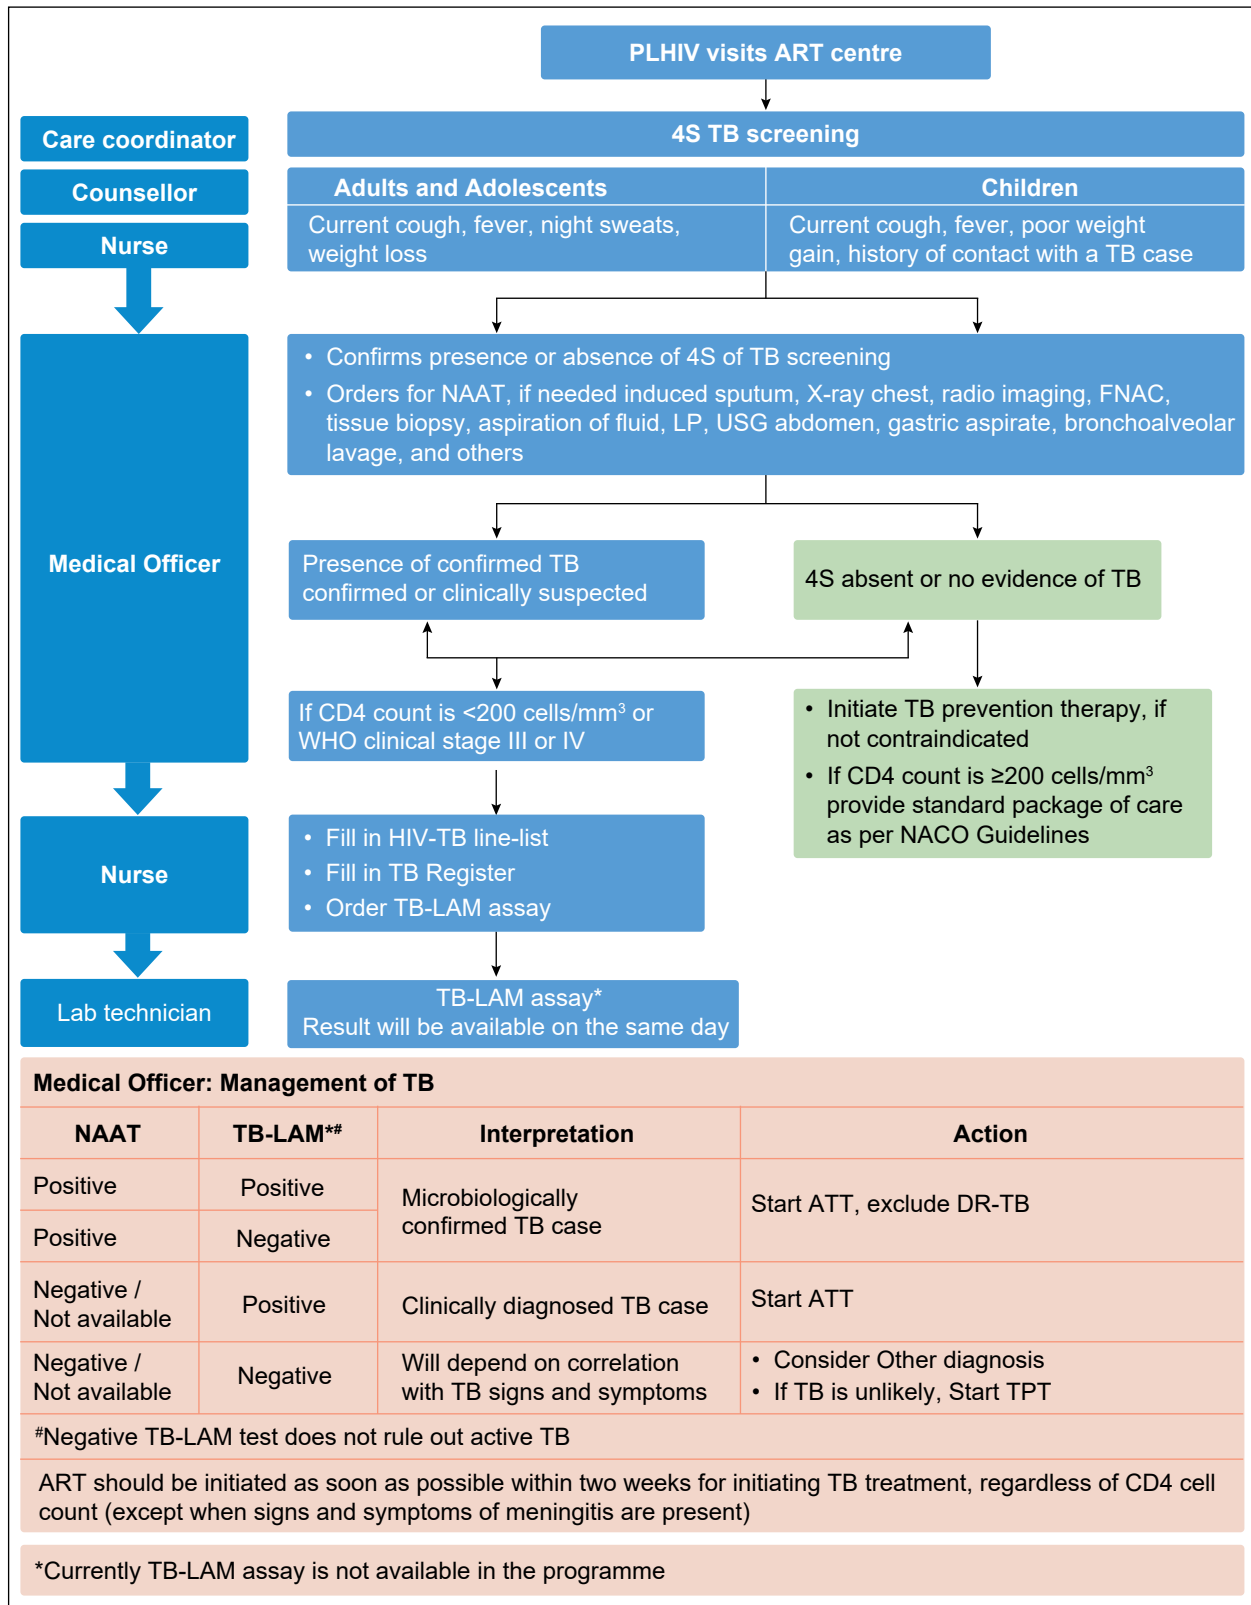 PLHIV visits ART centre
Care coordinator
Counsellor
Nurse
4S TB screening
Adults and Adolescents
Current cough, fever, night sweats,
weight loss
Children
Current cough, fever, poor weight
gain, history of contact with a TB case
Medical Officer
• Confirms presence or absence of 4S of TB screening
• Orders for NAAT, if needed induced sputum, X-ray chest, radio imaging, FNAC,
tissue biopsy, aspiration of fluid, LP, USG abdomen, gastric aspirate, bronchoalveolar
lavage, and others
Presence of confirmed TB
confirmed or clinically suspected
4S absent or no evidence of TB
If CD4 count is <200 cells/mm³ or
WHO clinical stage III or IV
• Initiate TB prevention therapy, if
not contraindicated
• If CD4 count is ≥200 cells/mm³
provide standard package of care
as per NACO Guidelines
Nurse
• Fill in HIV-TB line-list
• Fill in TB Register
• Order TB-LAM assay
Lab technician
TB-LAM assay*
Result will be available on the same day
Medical Officer: Management of TB
NAAT
TB-LAM*#
Interpretation
Action
Positive
Positive
Microbiologically
confirmed TB case
Start ATT, exclude DR-TB
Positive
Negative
Negative /
Not available
Positive
Clinically diagnosed TB case
Start ATT
Negative /
Not available
Negative
Will depend on correlation
with TB signs and symptoms
• Consider Other diagnosis
• If TB is unlikely, Start TPT
#Negative TB-LAM test does not rule out active TB
ART should be initiated as soon as possible within two weeks for initiating TB treatment, regardless of CD4 cell
count (except when signs and symptoms of meningitis are present)
*Currently TB-LAM assay is not available in the programme